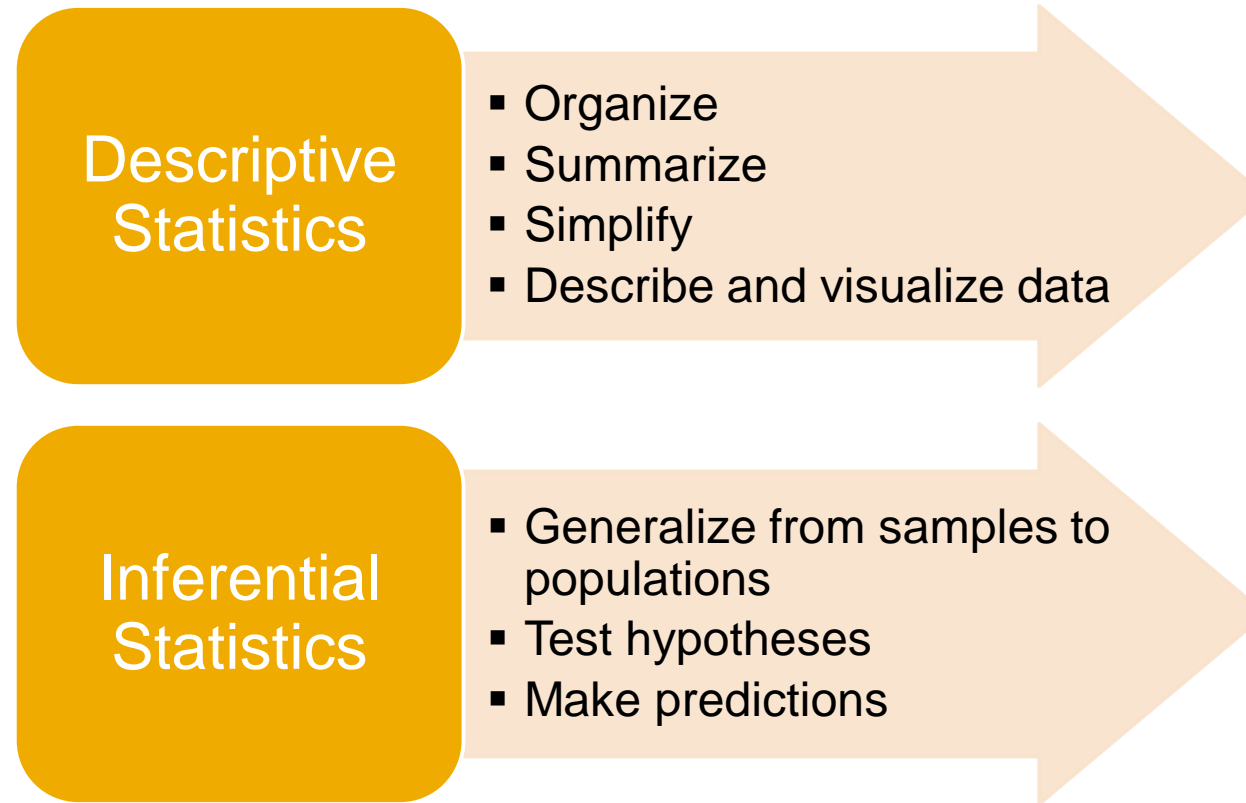 Descriptive
Statistics
▪ Organize
▪ Summarize
▪ Simplify
▪ Describe and visualize data
Inferential
Statistics
▪ Generalize from samples to
populations
▪ Test hypotheses
▪ Make predictions